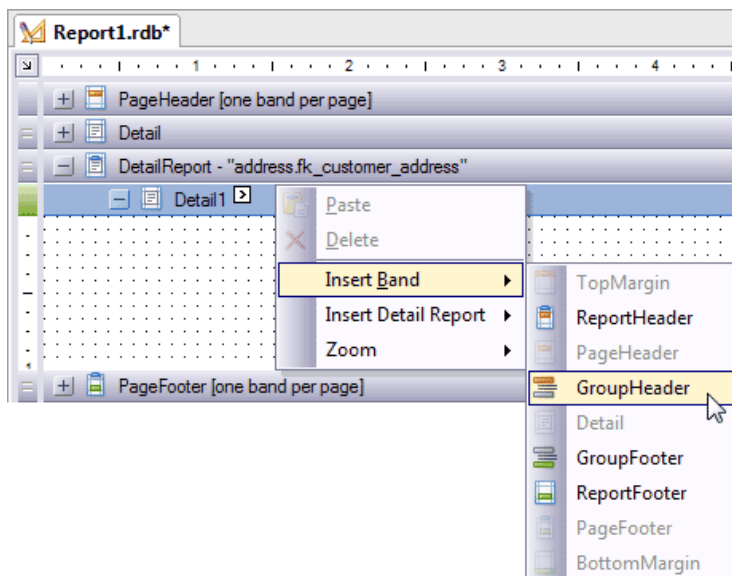 Report1.rdb*
1 2 3 4
PageHeader [one band per page]
Detail
DetailReport - "address.fk_customer_address"
Detail1
Paste
Delete
Insert Band
Insert Detail Report
Zoom
TopMargin
ReportHeader
PageHeader
GroupHeader
Detail
GroupFooter
ReportFooter
PageFooter
BottomMargin
PageFooter [one band per page]